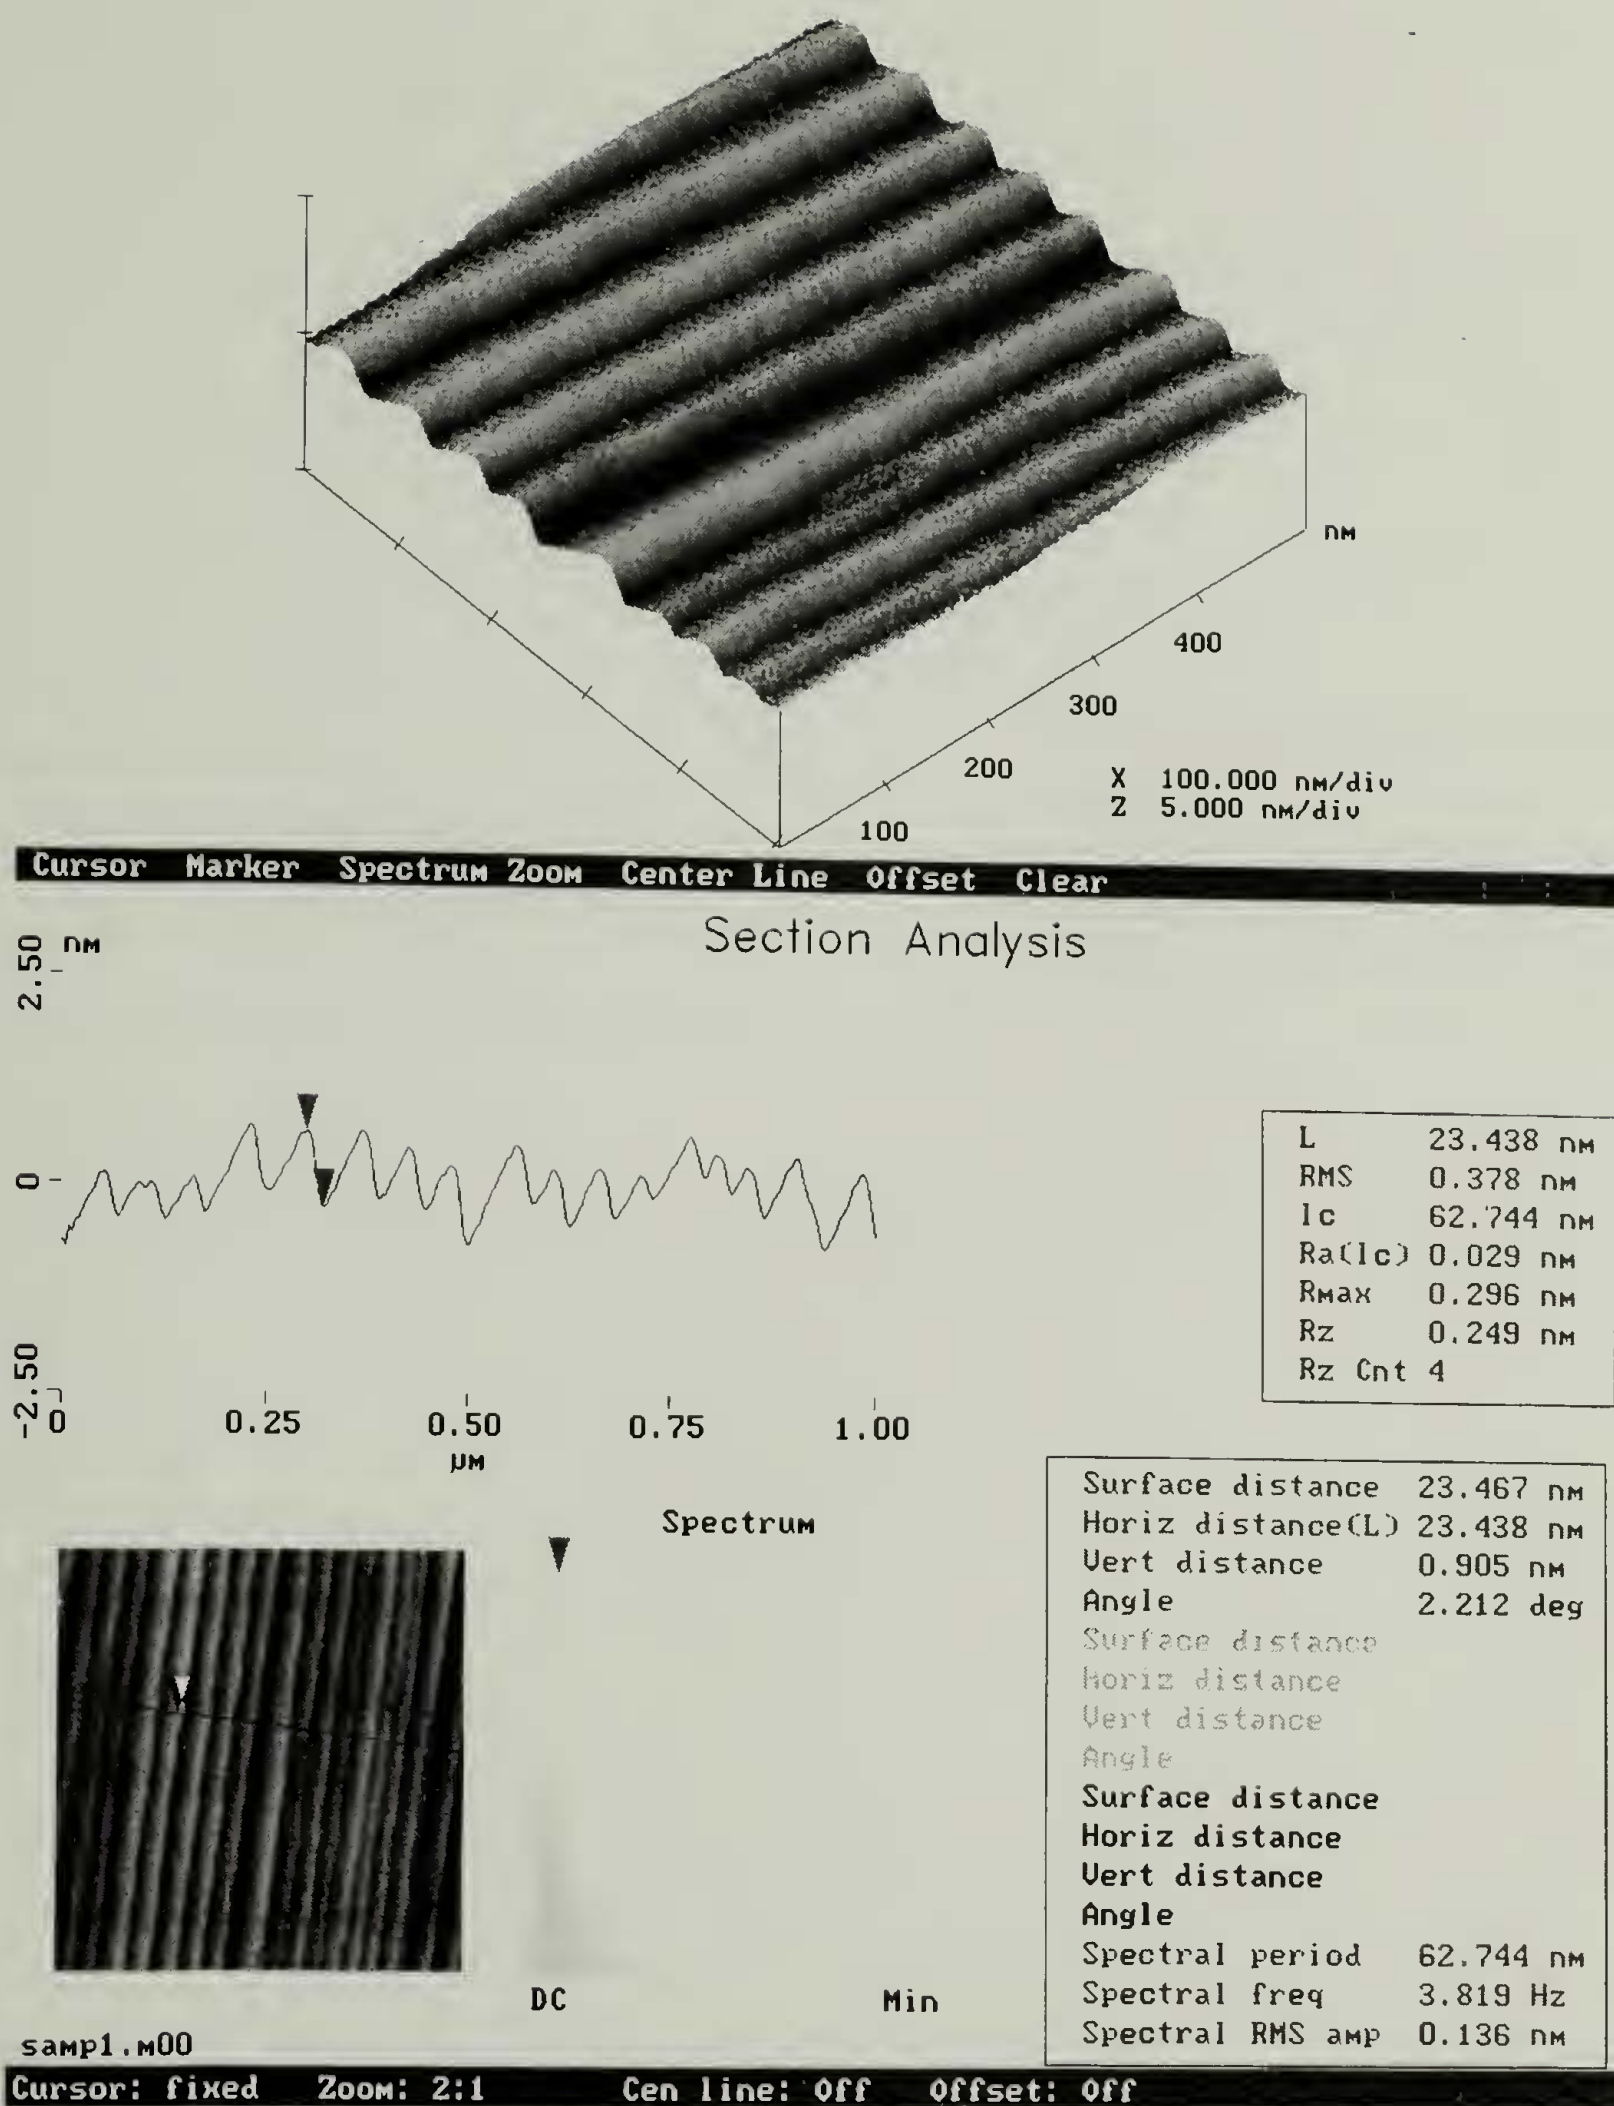 nm
400
300
200
100
X 100.000 nm/div
Z 5.000 nm/div
Cursor Marker Spectrum Zoom Center Line Offset Clear
Section Analysis
2.50 nm
0
-2.50
0 0.25 0.50 0.75 1.00
µm
L 23.438 nm
RMS 0.378 nm
lc 62.744 nm
Ra(lc) 0.029 nm
Rmax 0.296 nm
Rz 0.249 nm
Rz Cnt 4
Spectrum
DC Min
Surface distance 23.467 nm
Horiz distance(L) 23.438 nm
Vert distance 0.905 nm
Angle 2.212 deg
Surface distance
Horiz distance
Vert distance
Angle
Surface distance
Horiz distance
Vert distance
Angle
Spectral period 62.744 nm
Spectral freq 3.819 Hz
Spectral RMS amp 0.136 nm
samp1.m00
Cursor: fixed Zoom: 2:1 Cen line: Off Offset: Off